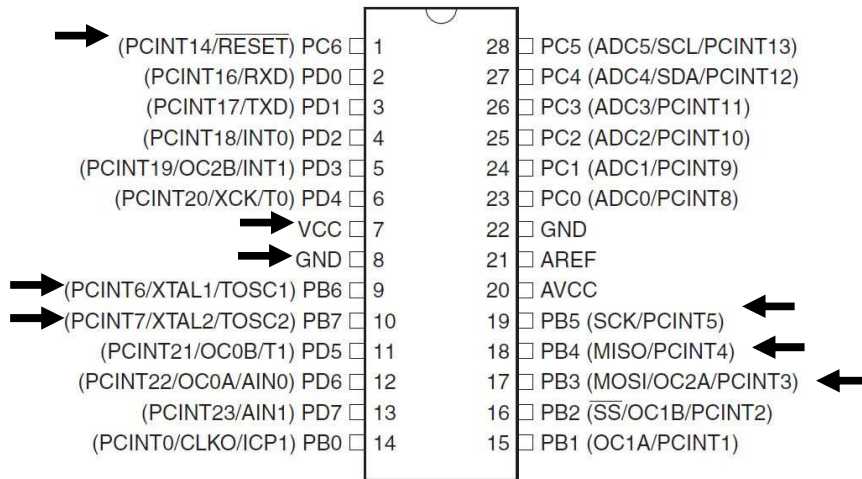 (PCINT14/RESET) PC6 1 28 PC5 (ADC5/SCL/PCINT13)
(PCINT16/RXD) PD0 2 27 PC4 (ADC4/SDA/PCINT12)
(PCINT17/TXD) PD1 3 26 PC3 (ADC3/PCINT11)
(PCINT18/INT0) PD2 4 25 PC2 (ADC2/PCINT10)
(PCINT19/OC2B/INT1) PD3 5 24 PC1 (ADC1/PCINT9)
(PCINT20/XCK/T0) PD4 6 23 PC0 (ADC0/PCINT8)
VCC 7 22 GND
GND 8 21 AREF
(PCINT6/XTAL1/TOSC1) PB6 9 20 AVCC
(PCINT7/XTAL2/TOSC2) PB7 10 19 PB5 (SCK/PCINT5)
(PCINT21/OC0B/T1) PD5 11 18 PB4 (MISO/PCINT4)
(PCINT22/OC0A/AIN0) PD6 12 17 PB3 (MOSI/OC2A/PCINT3)
(PCINT23/AIN1) PD7 13 16 PB2 (SS/OC1B/PCINT2)
(PCINT0/CLKO/ICP1) PB0 14 15 PB1 (OC1A/PCINT1)